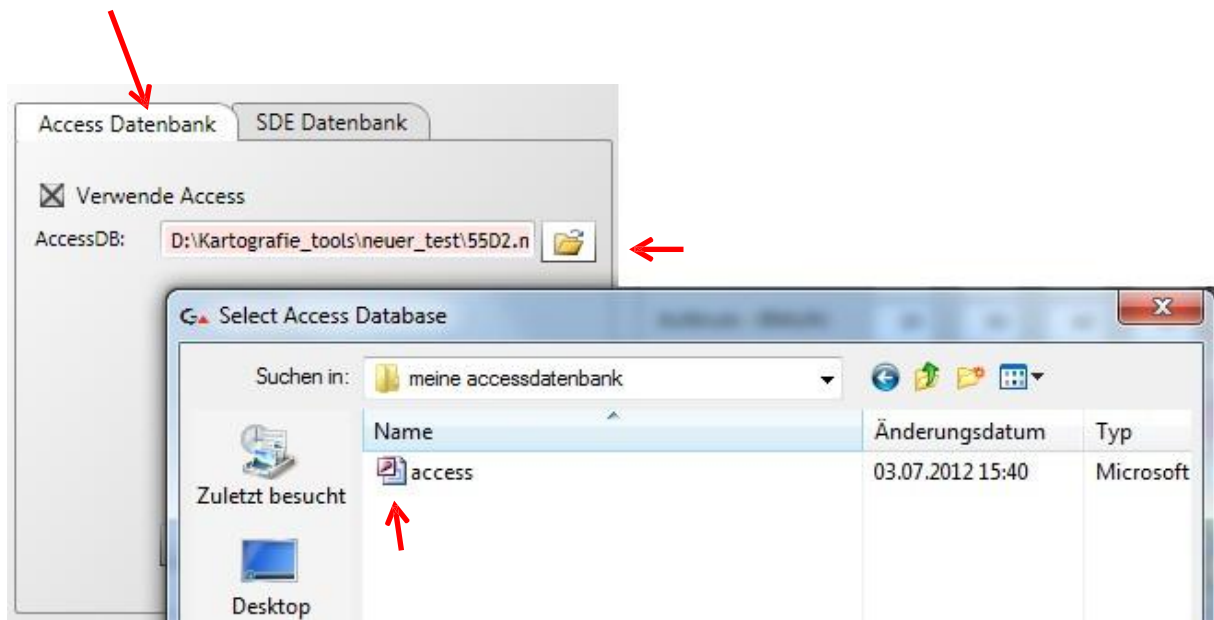 Access Datenbank SDE Datenbank
Verwende Access
AccessDB: D:\Kartografie_tools\neuer_test\55D2.n
Select Access Database
Suchen in: meine accessdatenbank
Name Änderungsdatum Typ
access 03.07.2012 15:40 Microsoft
Zuletzt besucht
Desktop